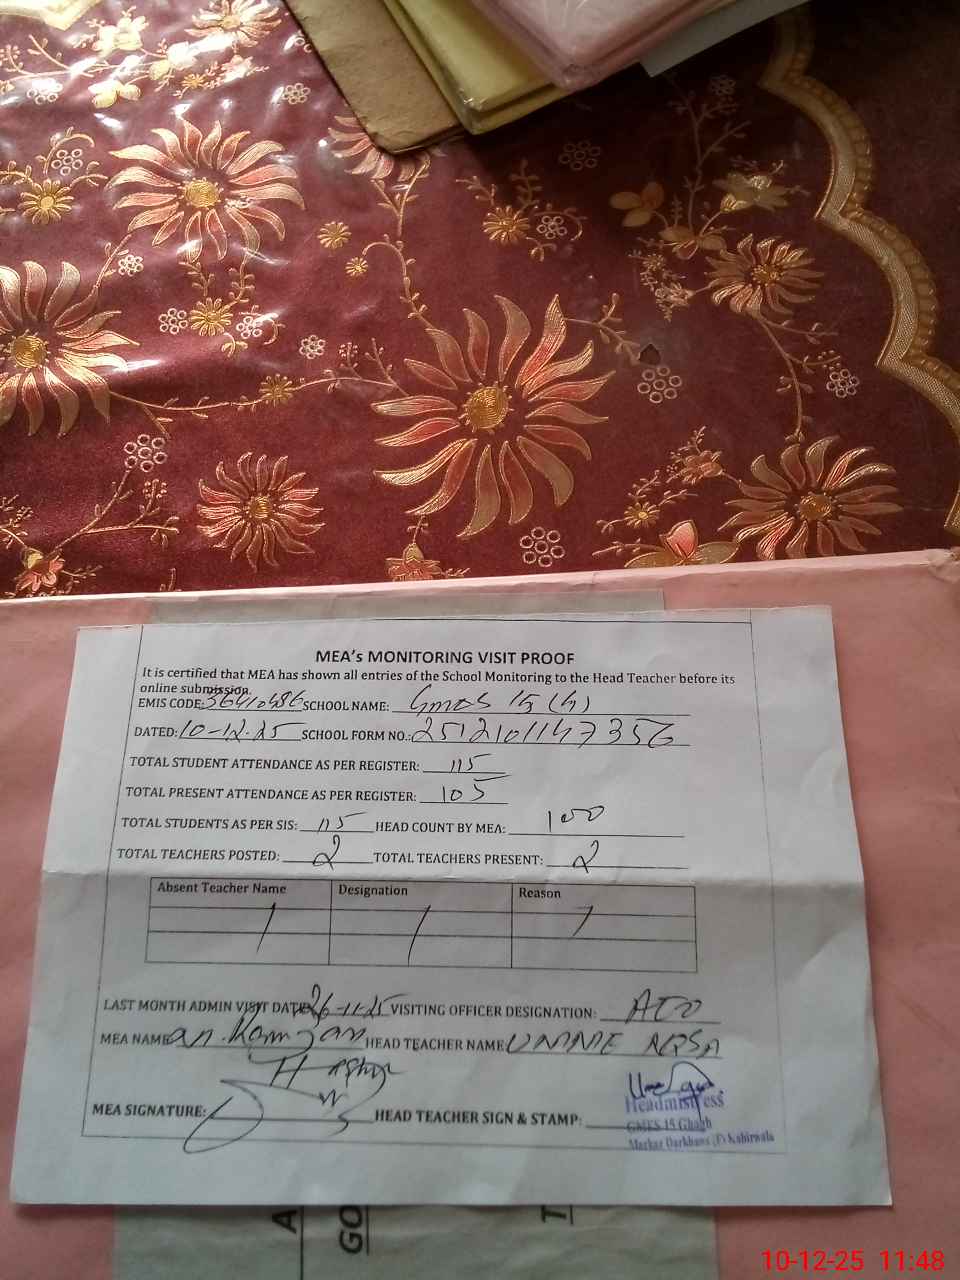 MEA's MONITORING VISIT PROOF
It is certified that MEA has shown all entries of the School Monitoring to the Head Teacher before its
online submission.
EMIS CODE: SCHOOL NAME: 15
DATED: 10-12-25 SCHOOL FORM NO.: 2512101147356
TOTAL STUDENT ATTENDANCE AS PER REGISTER: 115
TOTAL PRESENT ATTENDANCE AS PER REGISTER: 105
TOTAL STUDENTS AS PER SIS: 115 HEAD COUNT BY MEA: 100
TOTAL TEACHERS POSTED: 2 TOTAL TEACHERS PRESENT: 2
Absent Teacher Name Designation Reason
LAST MONTH ADMIN VISIT DATE: 26-11-25 VISITING OFFICER DESIGNATION: AEO
MEA NAME HEAD TEACHER NAME: UMME AQSA
MEA SIGNATURE: HEAD TEACHER SIGN & STAMP:
Headmistress
GMES 15 Ghagh
Markaz Darkhana (F) Kabirwala
A
GO
T
10-12-25 11:48